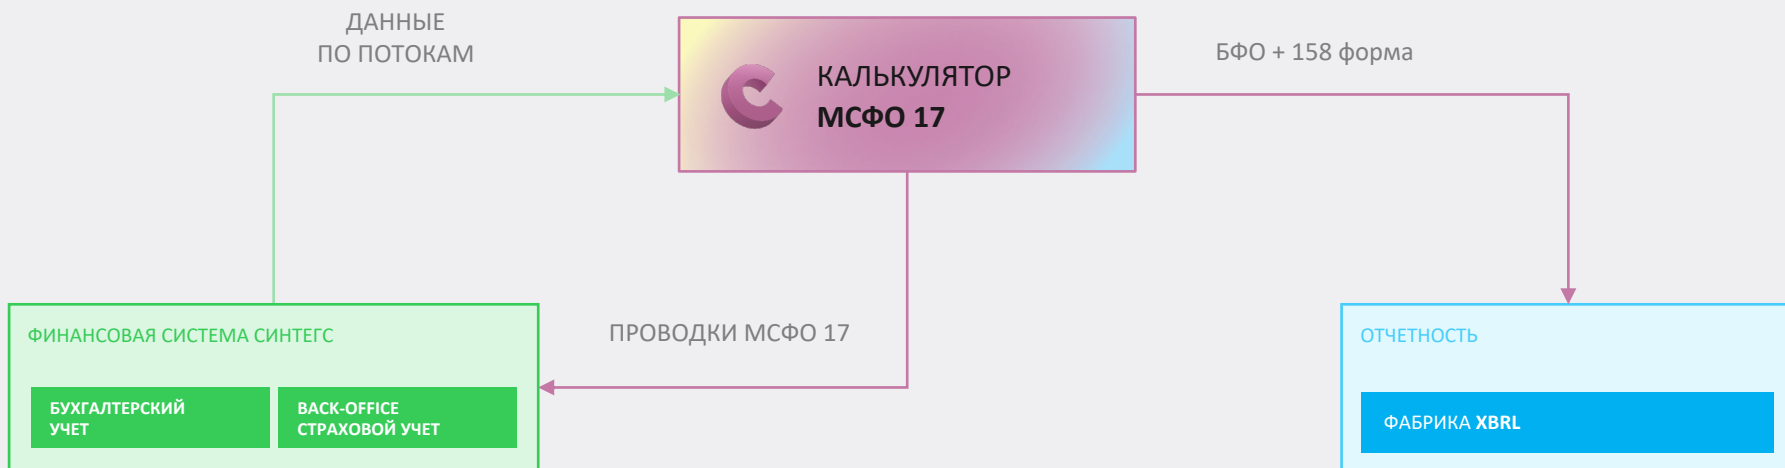 ДАННЫЕ
ПО ПОТОКАМ
КАЛЬКУЛЯТОР
МСФО 17
БФО + 158 форма
ФИНАНСОВАЯ СИСТЕМА СИНТЕГС
БУХГАЛТЕРСКИЙ
УЧЕТ
BACK-OFFICE
СТРАХОВОЙ УЧЕТ
ПРОВОДКИ МСФО 17
ОТЧЕТНОСТЬ
ФАБРИКА XBRL